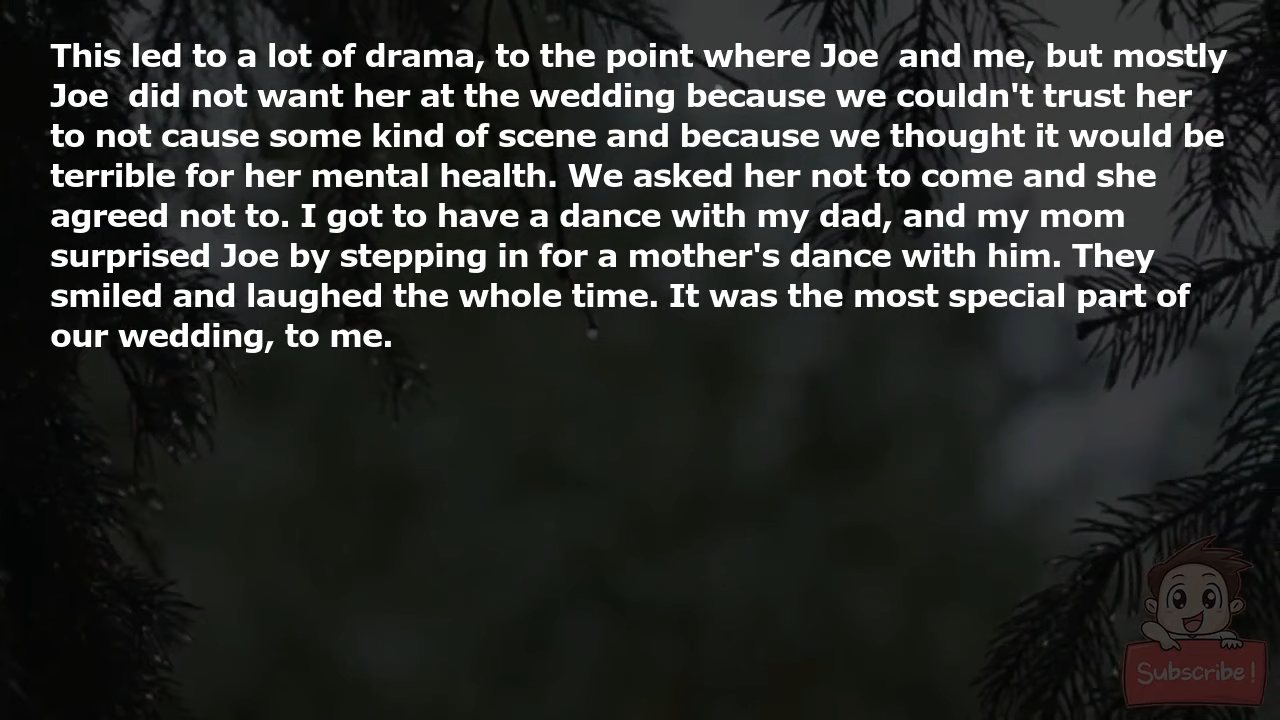 This led to a lot of drama, to the point where Joe  and me, but mostly
Joe  did not want her at the wedding because we couldn't trust her
to not cause some kind of scene and because we thought it would be
terrible for her mental health. We asked her not to come and she
agreed not to. I got to have a dance with my dad, and my mom
surprised Joe by stepping in for a mother's dance with him. They
smiled and laughed the whole time. It was the most special part of
our wedding, to me.
Subscribe!